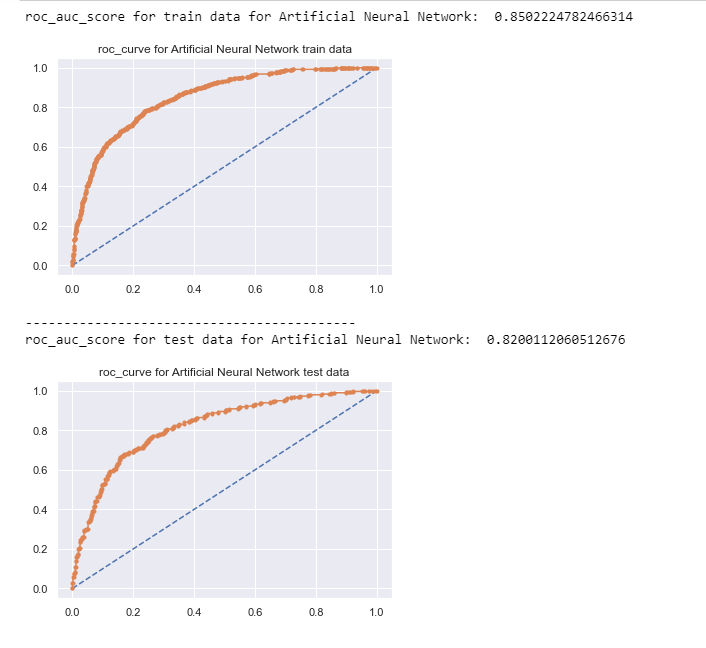 roc_auc_score for train data for Artificial Neural Network:  0.8502224782466314
roc_curve for Artificial Neural Network train data
1.0
0.8
0.6
0.4
0.2
0.0
0.0 0.2 0.4 0.6 0.8 1.0
-------------------------------------------
roc_auc_score for test data for Artificial Neural Network:  0.8200112060512676
roc_curve for Artificial Neural Network test data
1.0
0.8
0.6
0.4
0.2
0.0
0.0 0.2 0.4 0.6 0.8 1.0